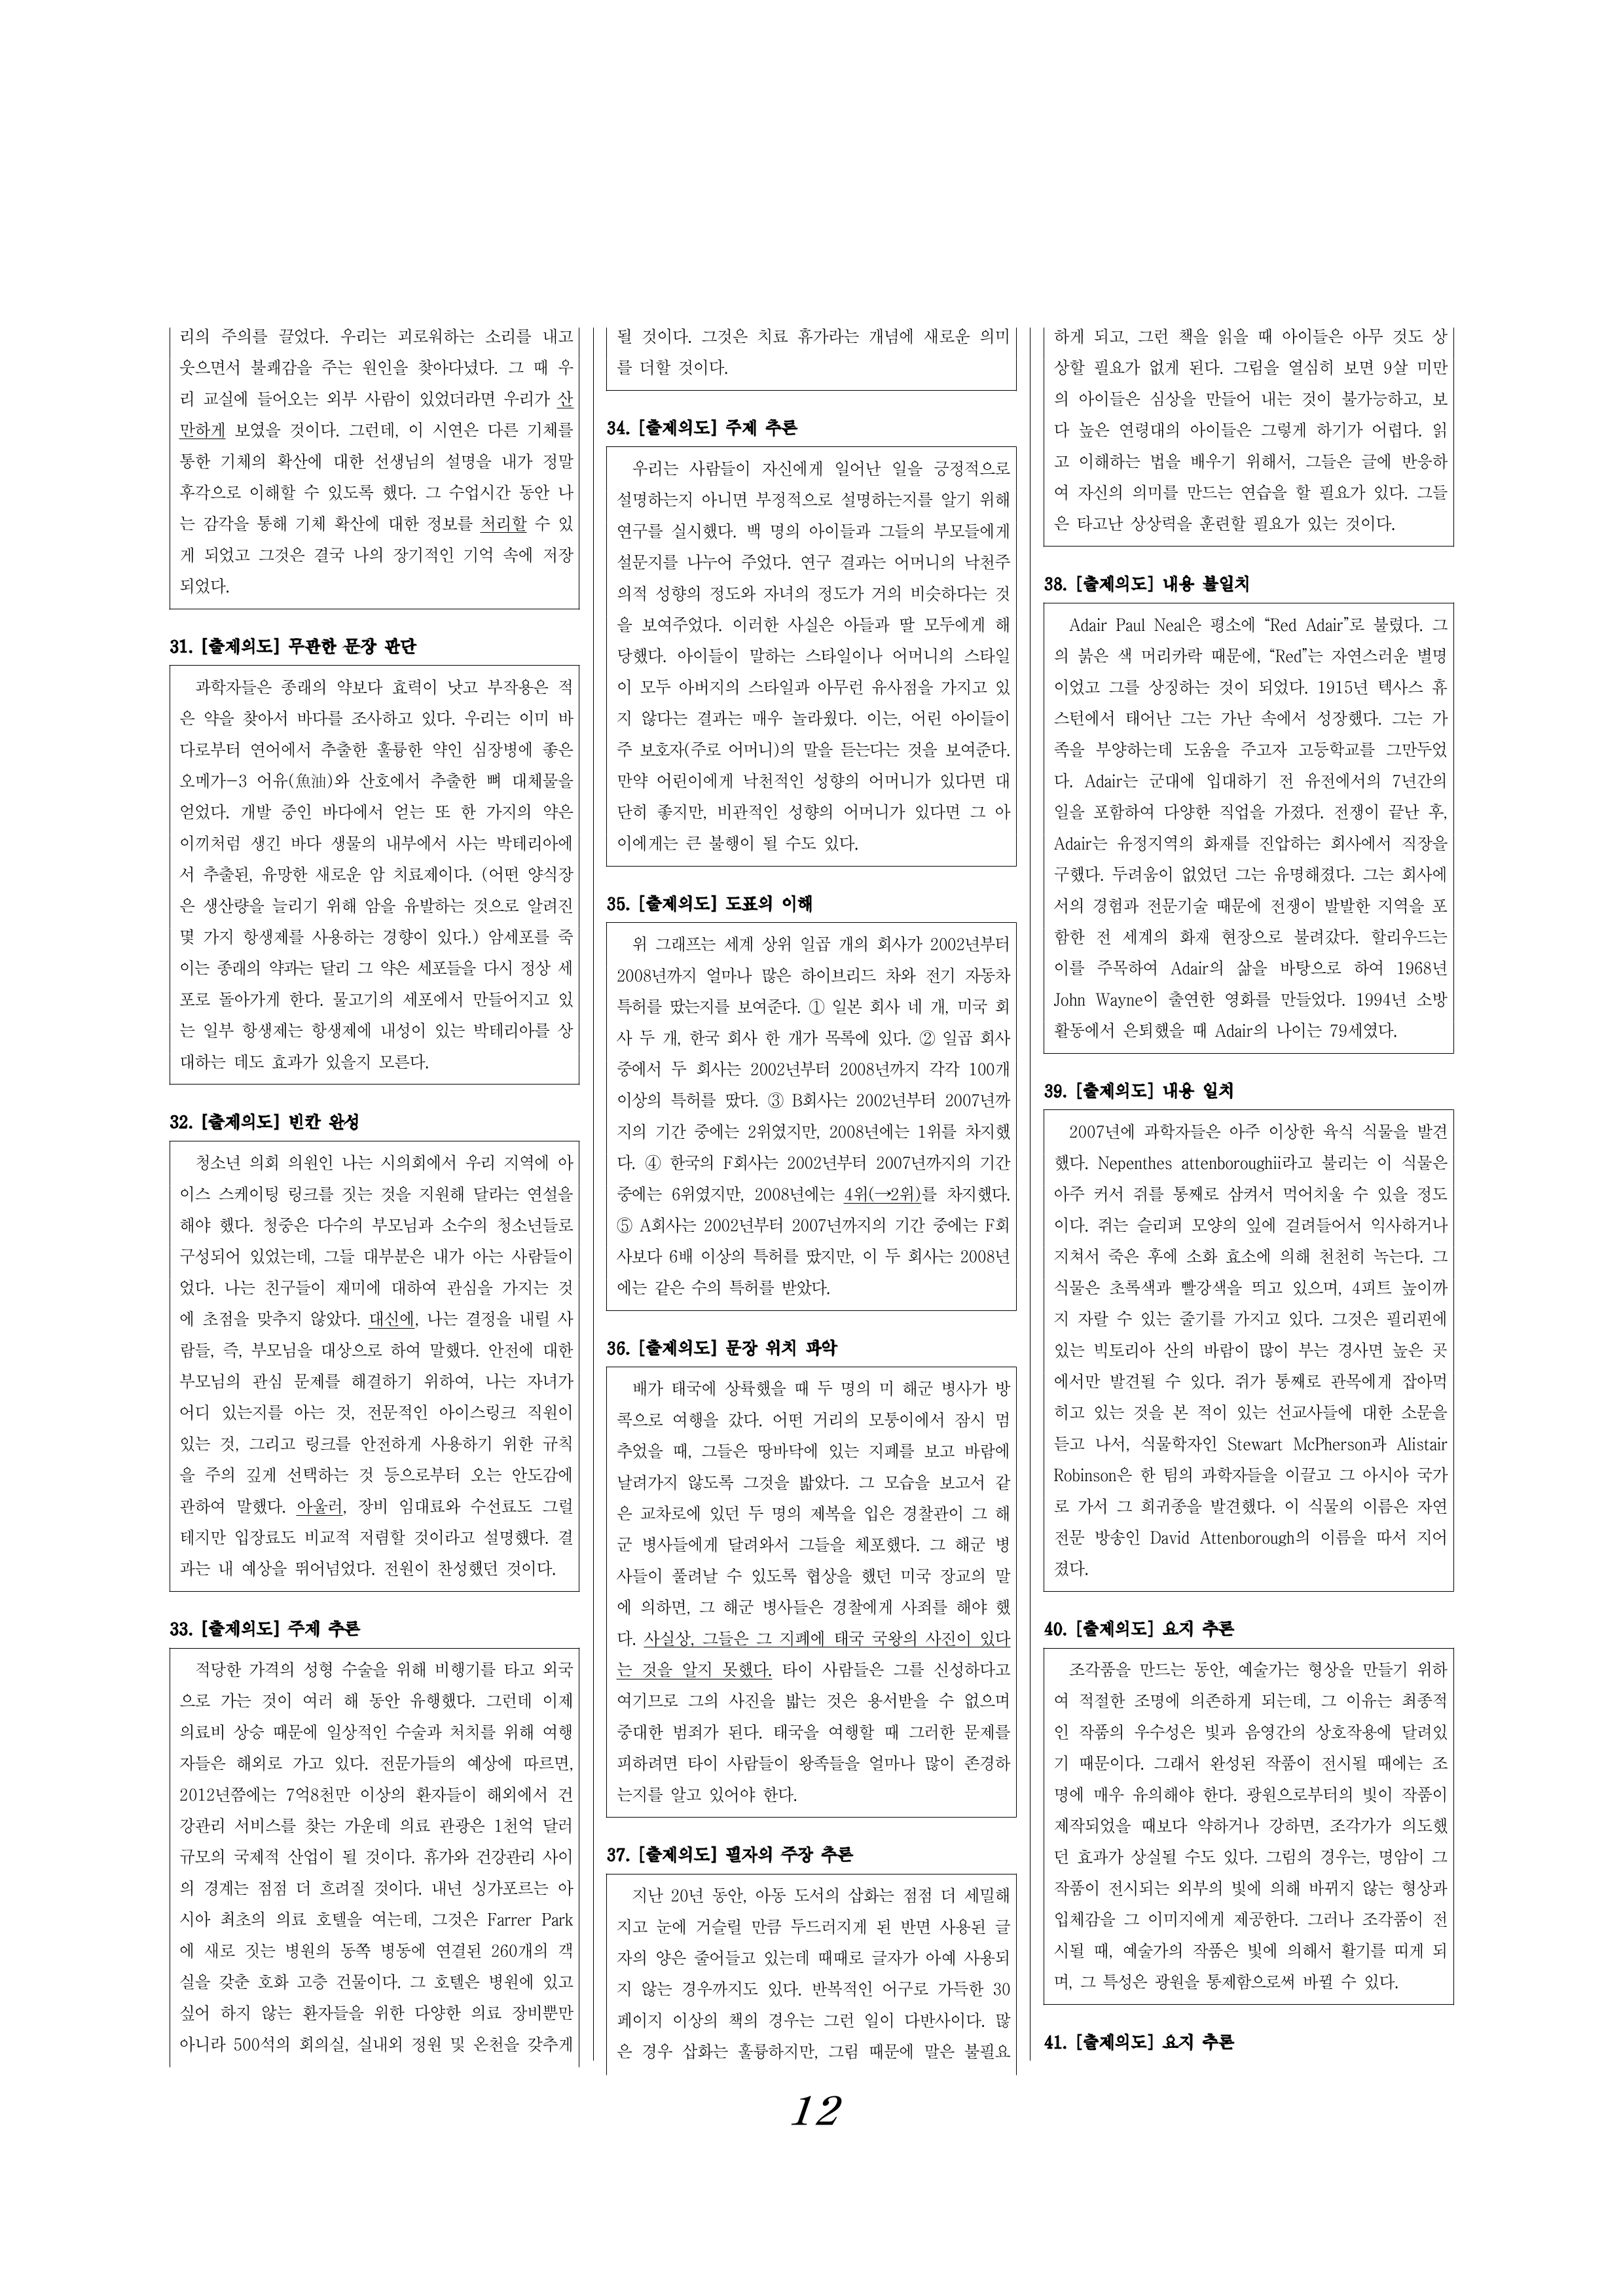 리의 주의를 끌었다. 우리는 괴로워하는 소리를 내고
웃으면서 불쾌감을 주는 원인을 찾아다녔다. 그 때 우
리 교실에 들어오는 외부 사람이 있었더라면 우리가 산
만하게 보였을 것이다. 그런데, 이 시연은 다른 기체를
통한 기체의 확산에 대한 선생님의 설명을 내가 정말
후각으로 이해할 수 있도록 했다. 그 수업시간 동안 나
는 감각을 통해 기체 확산에 대한 정보를 처리할 수 있
게 되었고 그것은 결국 나의 장기적인 기억 속에 저장
되었다.
31. [출제의도] 무관한 문장 판단
과학자들은 종래의 약보다 효력이 낫고 부작용은 적
은 약을 찾아서 바다를 조사하고 있다. 우리는 이미 바
다로부터 연어에서 추출한 훌륭한 약인 심장병에 좋은
오메가-3 어유(魚油)와 산호에서 추출한 뼈 대체물을
얻었다. 개발 중인 바다에서 얻는 또 한 가지의 약은
이끼처럼 생긴 바다 생물의 내부에서 사는 박테리아에
서 추출된, 유망한 새로운 암 치료제이다. (어떤 양식장
은 생산량을 늘리기 위해 암을 유발하는 것으로 알려진
몇 가지 항생제를 사용하는 경향이 있다.) 암세포를 죽
이는 종래의 약과는 달리 그 약은 세포들을 다시 정상 세
포로 돌아가게 한다. 물고기의 세포에서 만들어지고 있
는 일부 항생제는 항생제에 내성이 있는 박테리아를 상
대하는 데도 효과가 있을지 모른다.
32. [출제의도] 빈칸 완성
청소년 의회 의원인 나는 시의회에서 우리 지역에 아
이스 스케이팅 링크를 짓는 것을 지원해 달라는 연설을
해야 했다. 청중은 다수의 부모님과 소수의 청소년들로
구성되어 있었는데, 그들 대부분은 내가 아는 사람들이
었다. 나는 친구들이 재미에 대하여 관심을 가지는 것
에 초점을 맞추지 않았다. 대신에, 나는 결정을 내릴 사
람들, 즉, 부모님을 대상으로 하여 말했다. 안전에 대한
부모님의 관심 문제를 해결하기 위하여, 나는 자녀가
어디 있는지를 아는 것, 전문적인 아이스링크 직원이
있는 것, 그리고 링크를 안전하게 사용하기 위한 규칙
을 주의 깊게 선택하는 것 등으로부터 오는 안도감에
관하여 말했다. 아울러, 장비 임대료와 수선료도 그럴
테지만 입장료도 비교적 저렴할 것이라고 설명했다. 결
과는 내 예상을 뛰어넘었다. 전원이 찬성했던 것이다.
33. [출제의도] 주제 추론
적당한 가격의 성형 수술을 위해 비행기를 타고 외국
으로 가는 것이 여러 해 동안 유행했다. 그런데 이제
의료비 상승 때문에 일상적인 수술과 처치를 위해 여행
자들은 해외로 가고 있다. 전문가들의 예상에 따르면,
2012년쯤에는 7억8천만 이상의 환자들이 해외에서 건
강관리 서비스를 찾는 가운데 의료 관광은 1천억 달러
규모의 국제적 산업이 될 것이다. 휴가와 건강관리 사이
의 경계는 점점 더 흐려질 것이다. 내년 싱가포르는 아
시아 최초의 의료 호텔을 여는데, 그것은 Farrer Park
에 새로 짓는 병원의 동쪽 병동에 연결된 260개의 객
실을 갖춘 호화 고층 건물이다. 그 호텔은 병원에 있고
싶어 하지 않는 환자들을 위한 다양한 의료 장비뿐만
아니라 500석의 회의실, 실내외 정원 및 온천을 갖추게
될 것이다. 그것은 치료 휴가라는 개념에 새로운 의미
를 더할 것이다.
34. [출제의도] 주제 추론
우리는 사람들이 자신에게 일어난 일을 긍정적으로
설명하는지 아니면 부정적으로 설명하는지를 알기 위해
연구를 실시했다. 백 명의 아이들과 그들의 부모들에게
설문지를 나누어 주었다. 연구 결과는 어머니의 낙천주
의적 성향의 정도와 자녀의 정도가 거의 비슷하다는 것
을 보여주었다. 이러한 사실은 아들과 딸 모두에게 해
당했다. 아이들이 말하는 스타일이나 어머니의 스타일
이 모두 아버지의 스타일과 아무런 유사점을 가지고 있
지 않다는 결과는 매우 놀라웠다. 이는, 어린 아이들이
주 보호자(주로 어머니)의 말을 듣는다는 것을 보여준다.
만약 어린이에게 낙천적인 성향의 어머니가 있다면 대
단히 좋지만, 비관적인 성향의 어머니가 있다면 그 아
이에게는 큰 불행이 될 수도 있다.
35. [출제의도] 도표의 이해
위 그래프는 세계 상위 일곱 개의 회사가 2002년부터
2008년까지 얼마나 많은 하이브리드 차와 전기 자동차
특허를 땄는지를 보여준다. ① 일본 회사 네 개, 미국 회
사 두 개, 한국 회사 한 개가 목록에 있다. ② 일곱 회사
중에서 두 회사는 2002년부터 2008년까지 각각 100개
이상의 특허를 땄다. ③ B회사는 2002년부터 2007년까
지의 기간 중에는 2위였지만, 2008년에는 1위를 차지했
다. ④ 한국의 F회사는 2002년부터 2007년까지의 기간
중에는 6위였지만, 2008년에는 4위(→2위)를 차지했다.
⑤ A회사는 2002년부터 2007년까지의 기간 중에는 F회
사보다 6배 이상의 특허를 땄지만, 이 두 회사는 2008년
에는 같은 수의 특허를 받았다.
36. [출제의도] 문장 위치 파악
배가 태국에 상륙했을 때 두 명의 미 해군 병사가 방
콕으로 여행을 갔다. 어떤 거리의 모퉁이에서 잠시 멈
추었을 때, 그들은 땅바닥에 있는 지폐를 보고 바람에
날려가지 않도록 그것을 밟았다. 그 모습을 보고서 같
은 교차로에 있던 두 명의 제복을 입은 경찰관이 그 해
군 병사들에게 달려와서 그들을 체포했다. 그 해군 병
사들이 풀려날 수 있도록 협상을 했던 미국 장교의 말
에 의하면, 그 해군 병사들은 경찰에게 사죄를 해야 했
다. 사실상, 그들은 그 지폐에 태국 국왕의 사진이 있다
는 것을 알지 못했다. 타이 사람들은 그를 신성하다고
여기므로 그의 사진을 밟는 것은 용서받을 수 없으며
중대한 범죄가 된다. 태국을 여행할 때 그러한 문제를
피하려면 타이 사람들이 왕족들을 얼마나 많이 존경하
는지를 알고 있어야 한다.
37. [출제의도] 필자의 주장 추론
지난 20년 동안, 아동 도서의 삽화는 점점 더 세밀해
지고 눈에 거슬릴 만큼 두드러지게 된 반면 사용된 글
자의 양은 줄어들고 있는데 때때로 글자가 아예 사용되
지 않는 경우까지도 있다. 반복적인 어구로 가득한 30
페이지 이상의 책의 경우는 그런 일이 다반사이다. 많
은 경우 삽화는 훌륭하지만, 그림 때문에 말은 불필요
하게 되고, 그런 책을 읽을 때 아이들은 아무 것도 상
상할 필요가 없게 된다. 그림을 열심히 보면 9살 미만
의 아이들은 심상을 만들어 내는 것이 불가능하고, 보
다 높은 연령대의 아이들은 그렇게 하기가 어렵다. 읽
고 이해하는 법을 배우기 위해서, 그들은 글에 반응하
여 자신의 의미를 만드는 연습을 할 필요가 있다. 그들
은 타고난 상상력을 훈련할 필요가 있는 것이다.
38. [출제의도] 내용 불일치
Adair Paul Neal은 평소에 “Red Adair”로 불렸다. 그
의 붉은 색 머리카락 때문에, “Red”는 자연스러운 별명
이었고 그를 상징하는 것이 되었다. 1915년 텍사스 휴
스턴에서 태어난 그는 가난 속에서 성장했다. 그는 가
족을 부양하는데 도움을 주고자 고등학교를 그만두었
다. Adair는 군대에 입대하기 전 유전에서의 7년간의
일을 포함하여 다양한 직업을 가졌다. 전쟁이 끝난 후,
Adair는 유정지역의 화재를 진압하는 회사에서 직장을
구했다. 두려움이 없었던 그는 유명해졌다. 그는 회사에
서의 경험과 전문기술 때문에 전쟁이 발발한 지역을 포
함한 전 세계의 화재 현장으로 불려갔다. 할리우드는
이를 주목하여 Adair의 삶을 바탕으로 하여 1968년
John Wayne이 출연한 영화를 만들었다. 1994년 소방
활동에서 은퇴했을 때 Adair의 나이는 79세였다.
39. [출제의도] 내용 일치
2007년에 과학자들은 아주 이상한 육식 식물을 발견
했다. Nepenthes attenboroughii라고 불리는 이 식물은
아주 커서 쥐를 통째로 삼켜서 먹어치울 수 있을 정도
이다. 쥐는 슬리퍼 모양의 잎에 걸려들어서 익사하거나
지쳐서 죽은 후에 소화 효소에 의해 천천히 녹는다. 그
식물은 초록색과 빨강색을 띄고 있으며, 4피트 높이까
지 자랄 수 있는 줄기를 가지고 있다. 그것은 필리핀에
있는 빅토리아 산의 바람이 많이 부는 경사면 높은 곳
에서만 발견될 수 있다. 쥐가 통째로 관목에게 잡아먹
히고 있는 것을 본 적이 있는 선교사들에 대한 소문을
듣고 나서, 식물학자인 Stewart McPherson과 Alistair
Robinson은 한 팀의 과학자들을 이끌고 그 아시아 국가
로 가서 그 희귀종을 발견했다. 이 식물의 이름은 자연
전문 방송인 David Attenborough의 이름을 따서 지어
졌다.
40. [출제의도] 요지 추론
조각품을 만드는 동안, 예술가는 형상을 만들기 위하
여 적절한 조명에 의존하게 되는데, 그 이유는 최종적
인 작품의 우수성은 빛과 음영간의 상호작용에 달려있
기 때문이다. 그래서 완성된 작품이 전시될 때에는 조
명에 매우 유의해야 한다. 광원으로부터의 빛이 작품이
제작되었을 때보다 약하거나 강하면, 조각가가 의도했
던 효과가 상실될 수도 있다. 그림의 경우는, 명암이 그
작품이 전시되는 외부의 빛에 의해 바뀌지 않는 형상과
입체감을 그 이미지에게 제공한다. 그러나 조각품이 전
시될 때, 예술가의 작품은 빛에 의해서 활기를 띠게 되
며, 그 특성은 광원을 통제함으로써 바뀔 수 있다.
41. [출제의도] 요지 추론
12